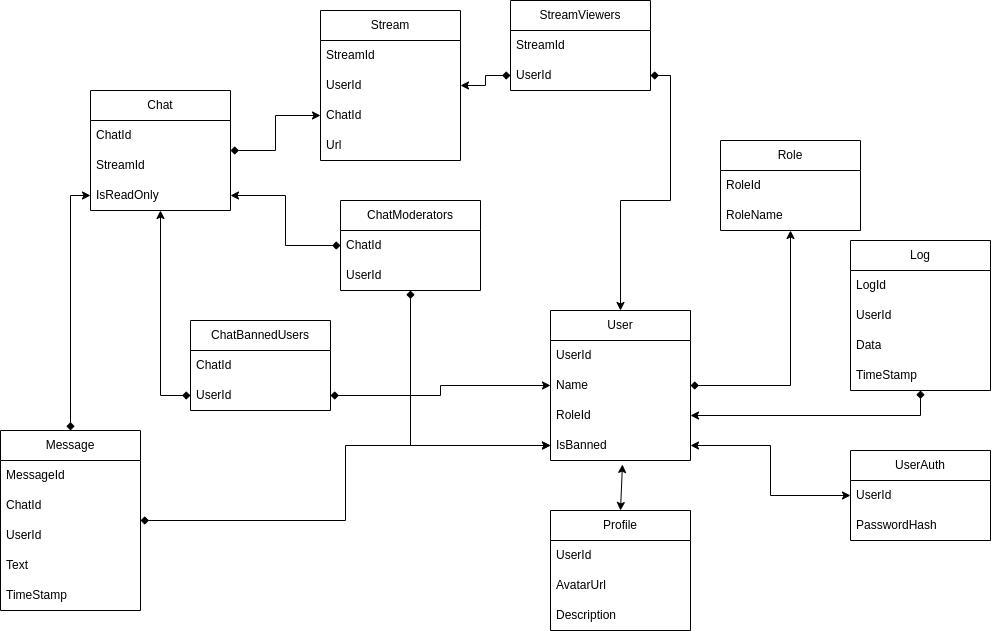 Stream
StreamId
UserId
ChatId
Url
StreamViewers
StreamId
UserId
Chat
ChatId
StreamId
IsReadOnly
ChatModerators
ChatId
UserId
Role
RoleId
RoleName
Log
LogId
UserId
Data
TimeStamp
ChatBannedUsers
ChatId
UserId
User
UserId
Name
RoleId
IsBanned
Message
MessageId
ChatId
UserId
Text
TimeStamp
UserAuth
UserId
PasswordHash
Profile
UserId
AvatarUrl
Description